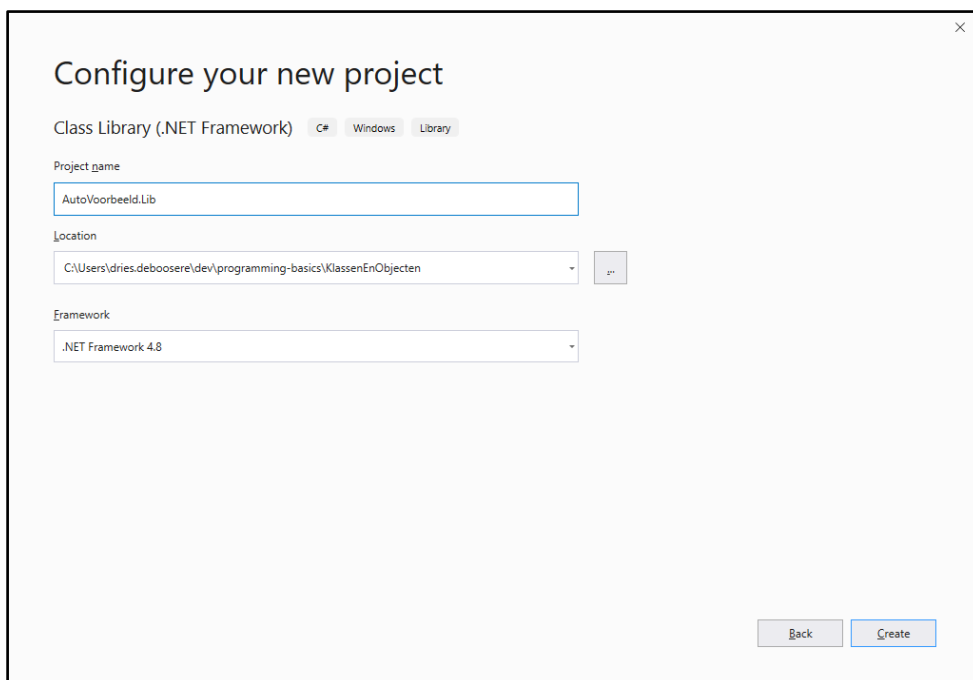 Configure your new project
Class Library (.NET Framework) C# Windows Library
Project name
AutoVoorbeeld.Lib
Location
C:\Users\dries.deboosere\dev\programming-basics\KlassenEnObjecten
...
Framework
.NET Framework 4.8
Back Create